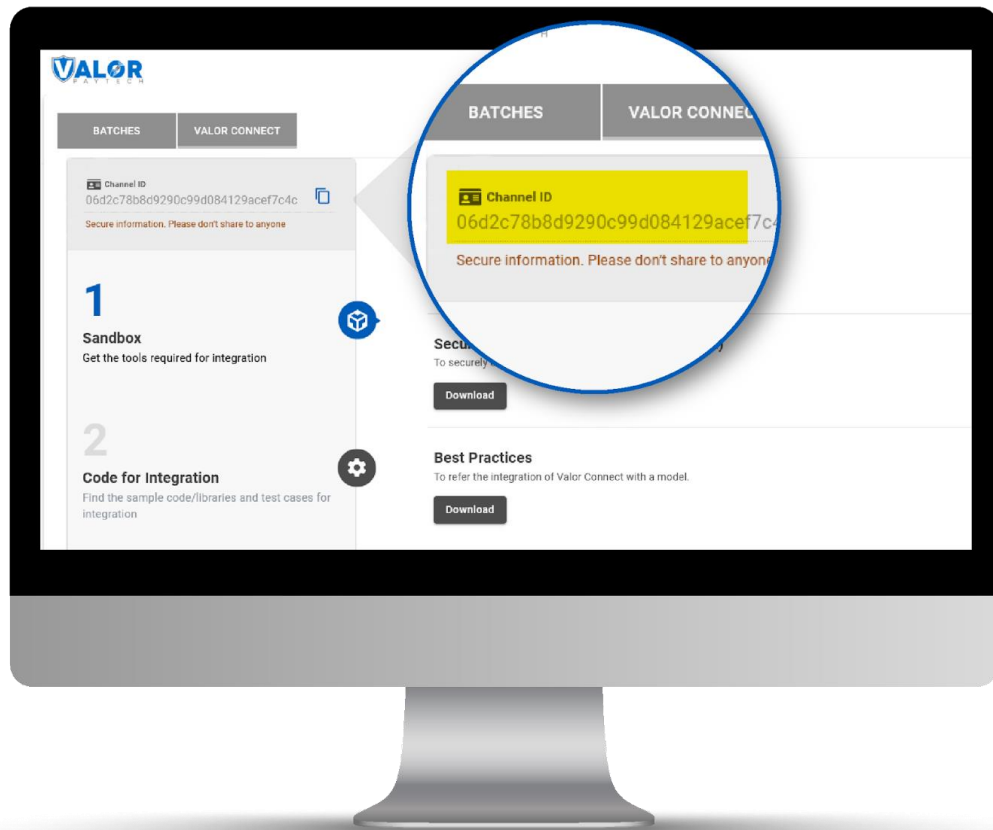 VALOR
PAYTECH
BATCHES
VALOR CONNECT
Channel ID
06d2c78b8d9290c99d084129acef7c4c
Secure information. Please don't share to anyone
1
Sandbox
Get the tools required for integration
2
Code for Integration
Find the sample code/libraries and test cases for
integration
H
BATCHES
VALOR CONNEC
Channel ID
06d2c78b8d9290c99d084129acef7c4
Secure information. Please don't share to anyone
Secu
To securely
Download
Best Practices
To refer the integration of Valor Connect with a model.
Download